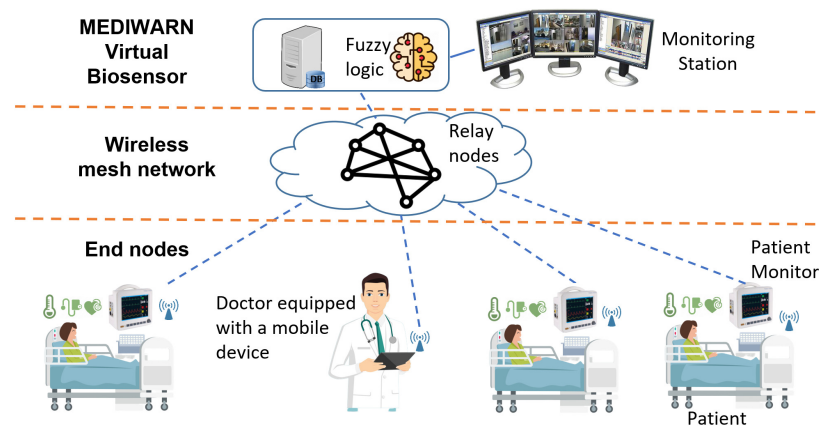 MEDIWARN
Virtual
Biosensor
Fuzzy
logic
DB
Monitoring
Station
Wireless
mesh network
Relay
nodes
End nodes
Patient
Monitor
Doctor equipped
with a mobile
device
Patient